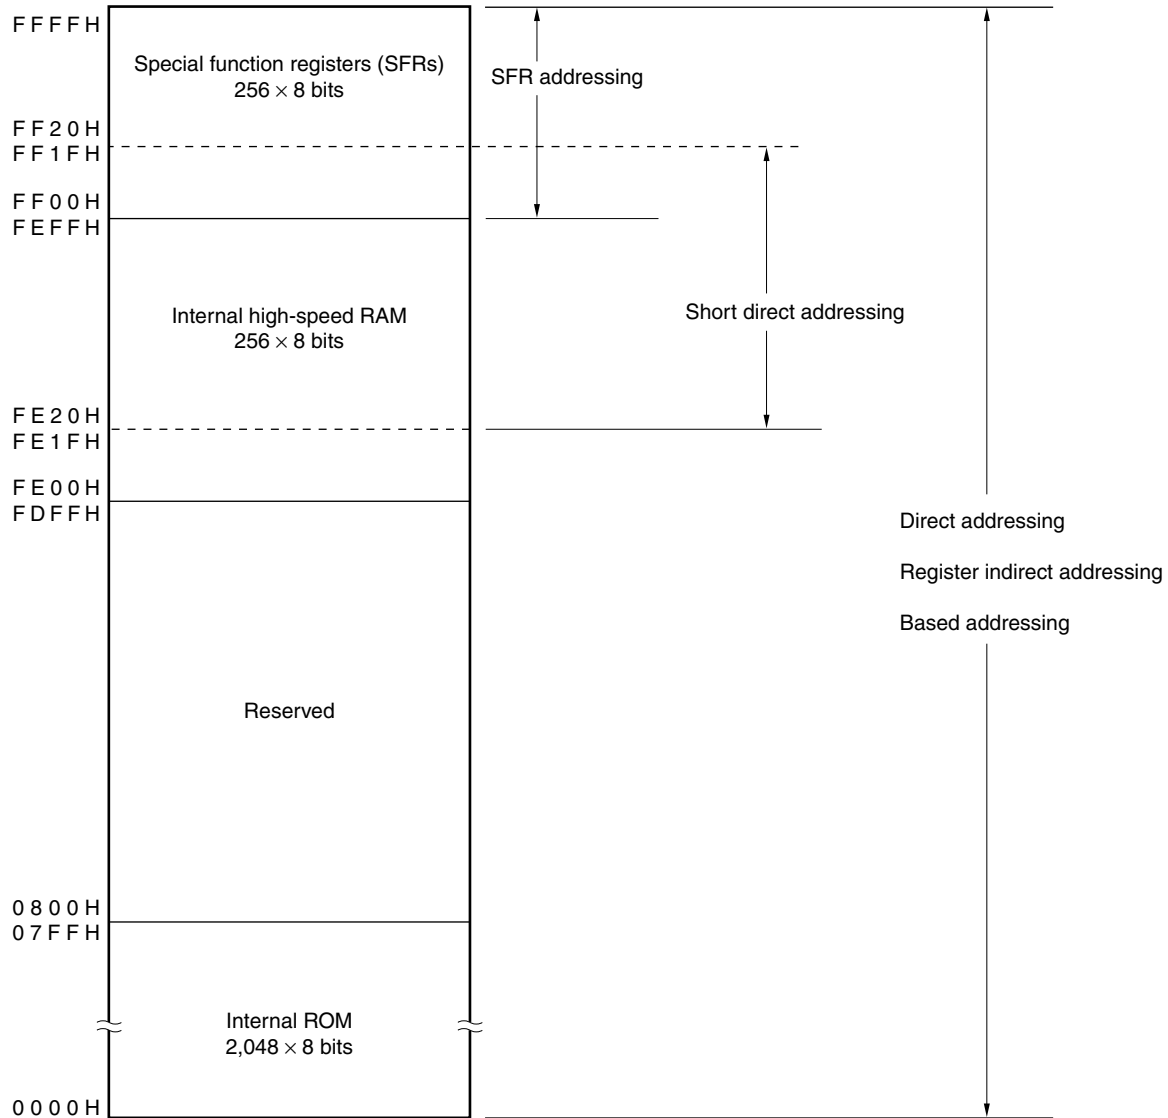 FFFFH
Special function registers (SFRs)
256 × 8 bits
SFR addressing
FF20H
FF1FH
FF00H
FEFFH
Internal high-speed RAM
256 × 8 bits
Short direct addressing
FE20H
FE1FH
FE00H
FDFFH
Direct addressing
Register indirect addressing
Based addressing
Reserved
0800H
07FFH
Internal ROM
2,048 × 8 bits
0000H